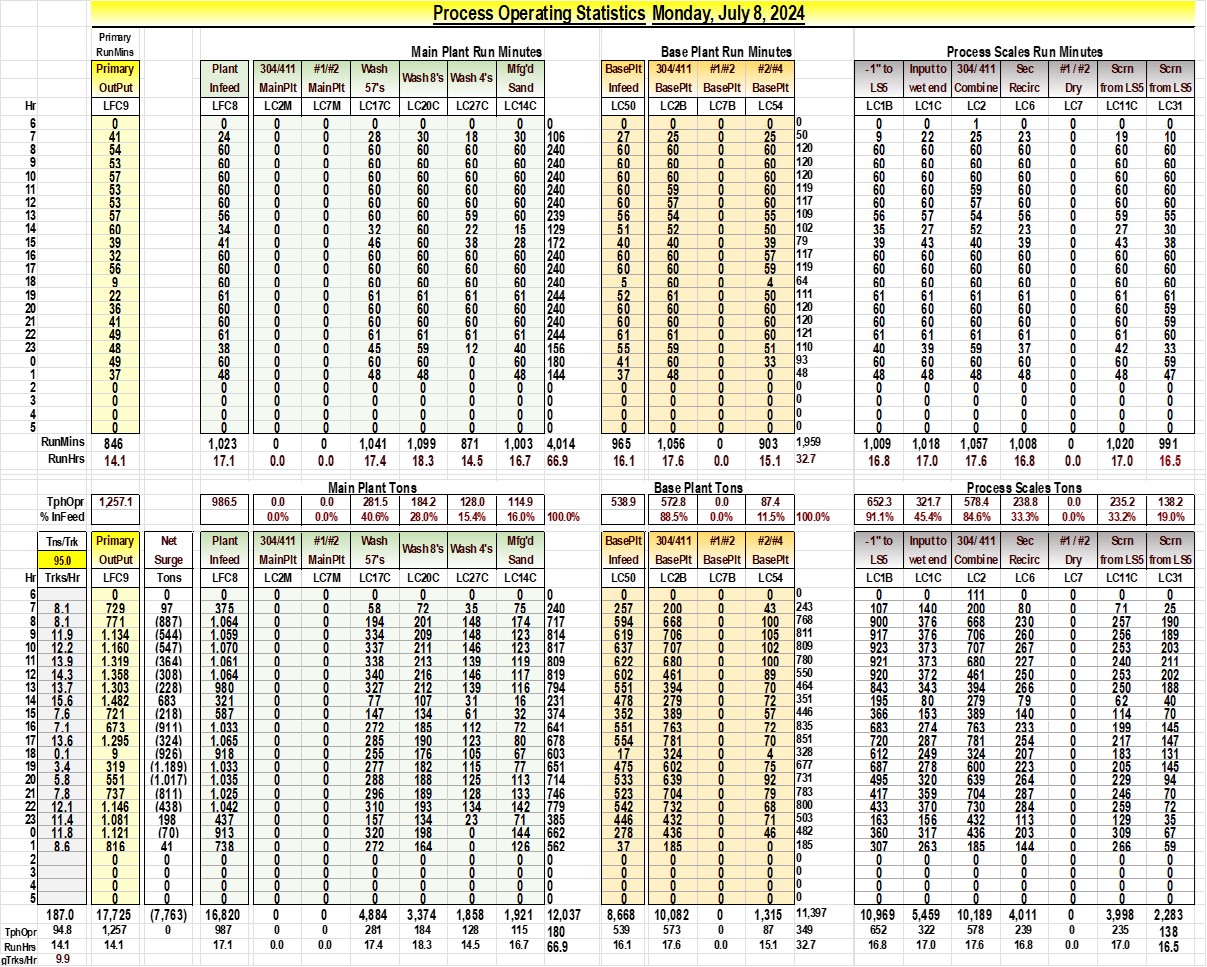 Process Operating Statistics Monday, July 8, 2024
Primary
RunMins Main Plant Run Minutes Base Plant Run Minutes Process Scales Run Minutes
Primary Plant 304/411 #1/#2 Wash Wash 8's Wash 4's Mfg'd BasePlt 304/411 #1/#2 #2/#4 -1" to Input to 304/ 411 Sec #1 / #2 Scrn Scrn
OutPut Infeed MainPlt MainPlt 57's Sand Infeed BasePlt BasePlt BasePlt LS5 wet end Combine Recirc Dry from LS5 from LS5
Hr LFC9 LFC8 LC2M LC7M LC17C LC20C LC27C LC14C LC50 LC2B LC7B LC54 LC1B LC1C LC2 LC6 LC7 LC11C LC31
6 0 0 0 0 0 0 0 0 0 0 0 0 0 0 0 0 1 0 0 0 0
7 41 24 0 0 28 30 18 30 106 27 25 0 25 50 9 22 25 23 0 19 10
8 54 60 0 0 60 60 60 60 240 60 60 0 60 120 60 60 60 60 0 60 60
9 53 60 0 0 60 60 60 60 240 60 60 0 60 120 60 60 60 60 0 60 60
10 57 60 0 0 60 60 60 60 240 60 60 0 60 120 60 60 60 60 0 60 60
11 53 60 0 0 60 60 60 60 240 60 59 0 60 119 60 60 59 60 0 60 60
12 53 60 0 0 60 60 60 60 240 60 57 0 60 117 60 60 57 60 0 60 60
13 57 56 0 0 60 60 59 60 239 56 54 0 55 109 56 57 54 56 0 59 55
14 60 34 0 0 32 60 22 15 129 51 52 0 50 102 35 27 52 23 0 27 30
15 39 41 0 0 46 60 38 28 172 40 40 0 39 79 39 43 40 39 0 43 38
16 32 60 0 0 60 60 60 60 240 60 60 0 57 117 60 60 60 60 0 60 60
17 56 60 0 0 60 60 60 60 240 60 60 0 59 119 60 60 60 60 0 60 60
18 9 60 0 0 60 60 60 60 240 5 60 0 4 64 60 60 60 60 0 60 60
19 22 61 0 0 61 61 61 61 244 52 61 0 50 111 61 61 61 61 0 61 61
20 36 60 0 0 60 60 60 60 240 60 60 0 60 120 60 60 60 60 0 60 59
21 41 60 0 0 60 60 60 60 240 60 60 0 60 120 60 60 60 60 0 60 59
22 49 61 0 0 61 61 61 61 244 61 61 0 60 121 61 61 61 61 0 61 60
23 48 38 0 0 45 59 12 40 156 55 59 0 51 110 40 39 59 37 0 42 33
0 49 60 0 0 60 60 0 60 180 41 60 0 33 93 60 60 60 60 0 60 59
1 37 48 0 0 48 48 0 48 144 37 48 0 0 48 48 48 48 48 0 48 47
2 0 0 0 0 0 0 0 0 0 0 0 0 0 0 0 0 0 0 0 0 0
3 0 0 0 0 0 0 0 0 0 0 0 0 0 0 0 0 0 0 0 0 0
4 0 0 0 0 0 0 0 0 0 0 0 0 0 0 0 0 0 0 0 0 0
5 0 0 0 0 0 0 0 0 0 0 0 0 0 0 0 0 0 0 0 0 0
RunMins 846 1,023 0 0 1,041 1,099 871 1,003 4,014 965 1,056 0 903 1,959 1,009 1,018 1,057 1,008 0 1,020 991
RunHrs 14.1 17.1 0.0 0.0 17.4 18.3 14.5 16.7 66.9 16.1 17.6 0.0 15.1 32.7 16.8 17.0 17.6 16.8 0.0 17.0 16.5
Main Plant Tons Base Plant Tons Process Scales Tons
TphOpr 1,257.1 986.5 0.0 0.0 281.5 184.2 128.0 114.9 538.9 572.8 0.0 87.4 652.3 321.7 578.4 238.8 0.0 235.2 138.2
% InFeed 0.0% 0.0% 40.6% 28.0% 15.4% 16.0% 100.0% 88.5% 0.0% 11.5% 100.0% 91.1% 45.4% 84.6% 33.3% 0.0% 33.2% 19.0%
Tns/Trk Primary Net Plant 304/411 #1/#2 Wash Wash 8's Wash 4's Mfg'd BasePlt 304/411 #1/#2 #2/#4 -1" to Input to 304/ 411 Sec #1 / #2 Scrn Scrn
95.0 OutPut Surge Infeed MainPlt MainPlt 57's Sand Infeed BasePlt BasePlt BasePlt LS5 wet end Combine Recirc Dry from LS5 from LS5
Hr Trks/Hr LFC9 Tons LFC8 LC2M LC7M LC17C LC20C LC27C LC14C LC50 LC2B LC7B LC54 LC1B LC1C LC2 LC6 LC7 LC11C LC31
6 0 0 0 0 0 0 0 0 0 0 0 0 0 0 0 0 111 0 0 0 0
7 8.1 729 97 375 0 0 58 72 35 75 240 257 200 0 43 243 107 140 200 80 0 71 25
8 8.1 771 (887) 1,064 0 0 194 201 148 174 717 594 668 0 100 768 900 376 668 230 0 257 190
9 11.9 1,134 (544) 1,059 0 0 334 209 148 123 814 619 706 0 105 811 917 376 706 260 0 256 189
10 12.2 1,160 (547) 1,070 0 0 337 211 146 123 817 637 707 0 102 809 923 373 707 267 0 253 203
11 13.9 1,319 (364) 1,061 0 0 338 213 139 119 809 622 680 0 100 780 921 373 680 227 0 240 211
12 14.3 1,358 (308) 1,064 0 0 340 216 146 117 819 602 461 0 89 550 920 372 461 250 0 253 202
13 13.7 1,303 (228) 980 0 0 327 212 139 116 794 551 394 0 70 464 843 343 394 266 0 250 188
14 15.6 1,482 683 321 0 0 77 107 31 16 231 478 279 0 72 351 195 80 279 79 0 62 40
15 7.6 721 (218) 587 0 0 147 134 61 32 374 352 389 0 57 446 366 153 389 140 0 114 70
16 7.1 673 (911) 1,033 0 0 272 185 112 72 641 551 763 0 72 835 683 274 763 233 0 199 145
17 13.6 1,295 (324) 1,065 0 0 285 190 123 80 678 554 781 0 70 851 720 287 781 254 0 217 147
18 0.1 9 (926) 918 0 0 255 176 105 67 603 17 324 0 4 328 612 249 324 207 0 183 131
19 3.4 319 (1,189) 1,033 0 0 277 182 115 77 651 475 602 0 75 677 687 278 600 223 0 205 145
20 5.8 551 (1,017) 1,035 0 0 288 188 125 113 714 533 639 0 92 731 495 320 639 264 0 229 94
21 7.8 737 (811) 1,025 0 0 296 189 128 133 746 523 704 0 79 783 417 359 704 287 0 246 70
22 12.1 1,146 (438) 1,042 0 0 310 193 134 142 779 542 732 0 68 800 433 370 730 284 0 259 72
23 11.4 1,081 198 437 0 0 157 134 23 71 385 446 432 0 71 503 163 156 432 113 0 129 35
0 11.8 1,121 (70) 913 0 0 320 198 0 144 662 278 436 0 46 482 360 317 436 203 0 309 67
1 8.6 816 41 738 0 0 272 164 0 126 562 37 185 0 0 185 307 263 185 144 0 266 59
2 0 0 0 0 0 0 0 0 0 0 0 0 0 0 0 0 0 0 0 0 0 0
3 0 0 0 0 0 0 0 0 0 0 0 0 0 0 0 0 0 0 0 0 0 0
4 0 0 0 0 0 0 0 0 0 0 0 0 0 0 0 0 0 0 0 0 0 0
5 0 0 0 0 0 0 0 0 0 0 0 0 0 0 0 0 0 0 0 0 0 0
187.0 17,725 (7,763) 16,820 0 0 4,884 3,374 1,858 1,921 12,037 8,668 10,082 0 1,315 11,397 10,969 5,459 10,189 4,011 0 3,998 2,283
TphOpr 94.8 1,257 0 987 0 0 281 184 128 115 180 539 573 0 87 349 652 322 578 239 0 235 138
RunHrs 14.1 14.1 17.1 0.0 0.0 17.4 18.3 14.5 16.7 66.9 16.1 17.6 0.0 15.1 32.7 16.8 17.0 17.6 16.8 0.0 17.0 16.5
gTrks/Hr 9.9